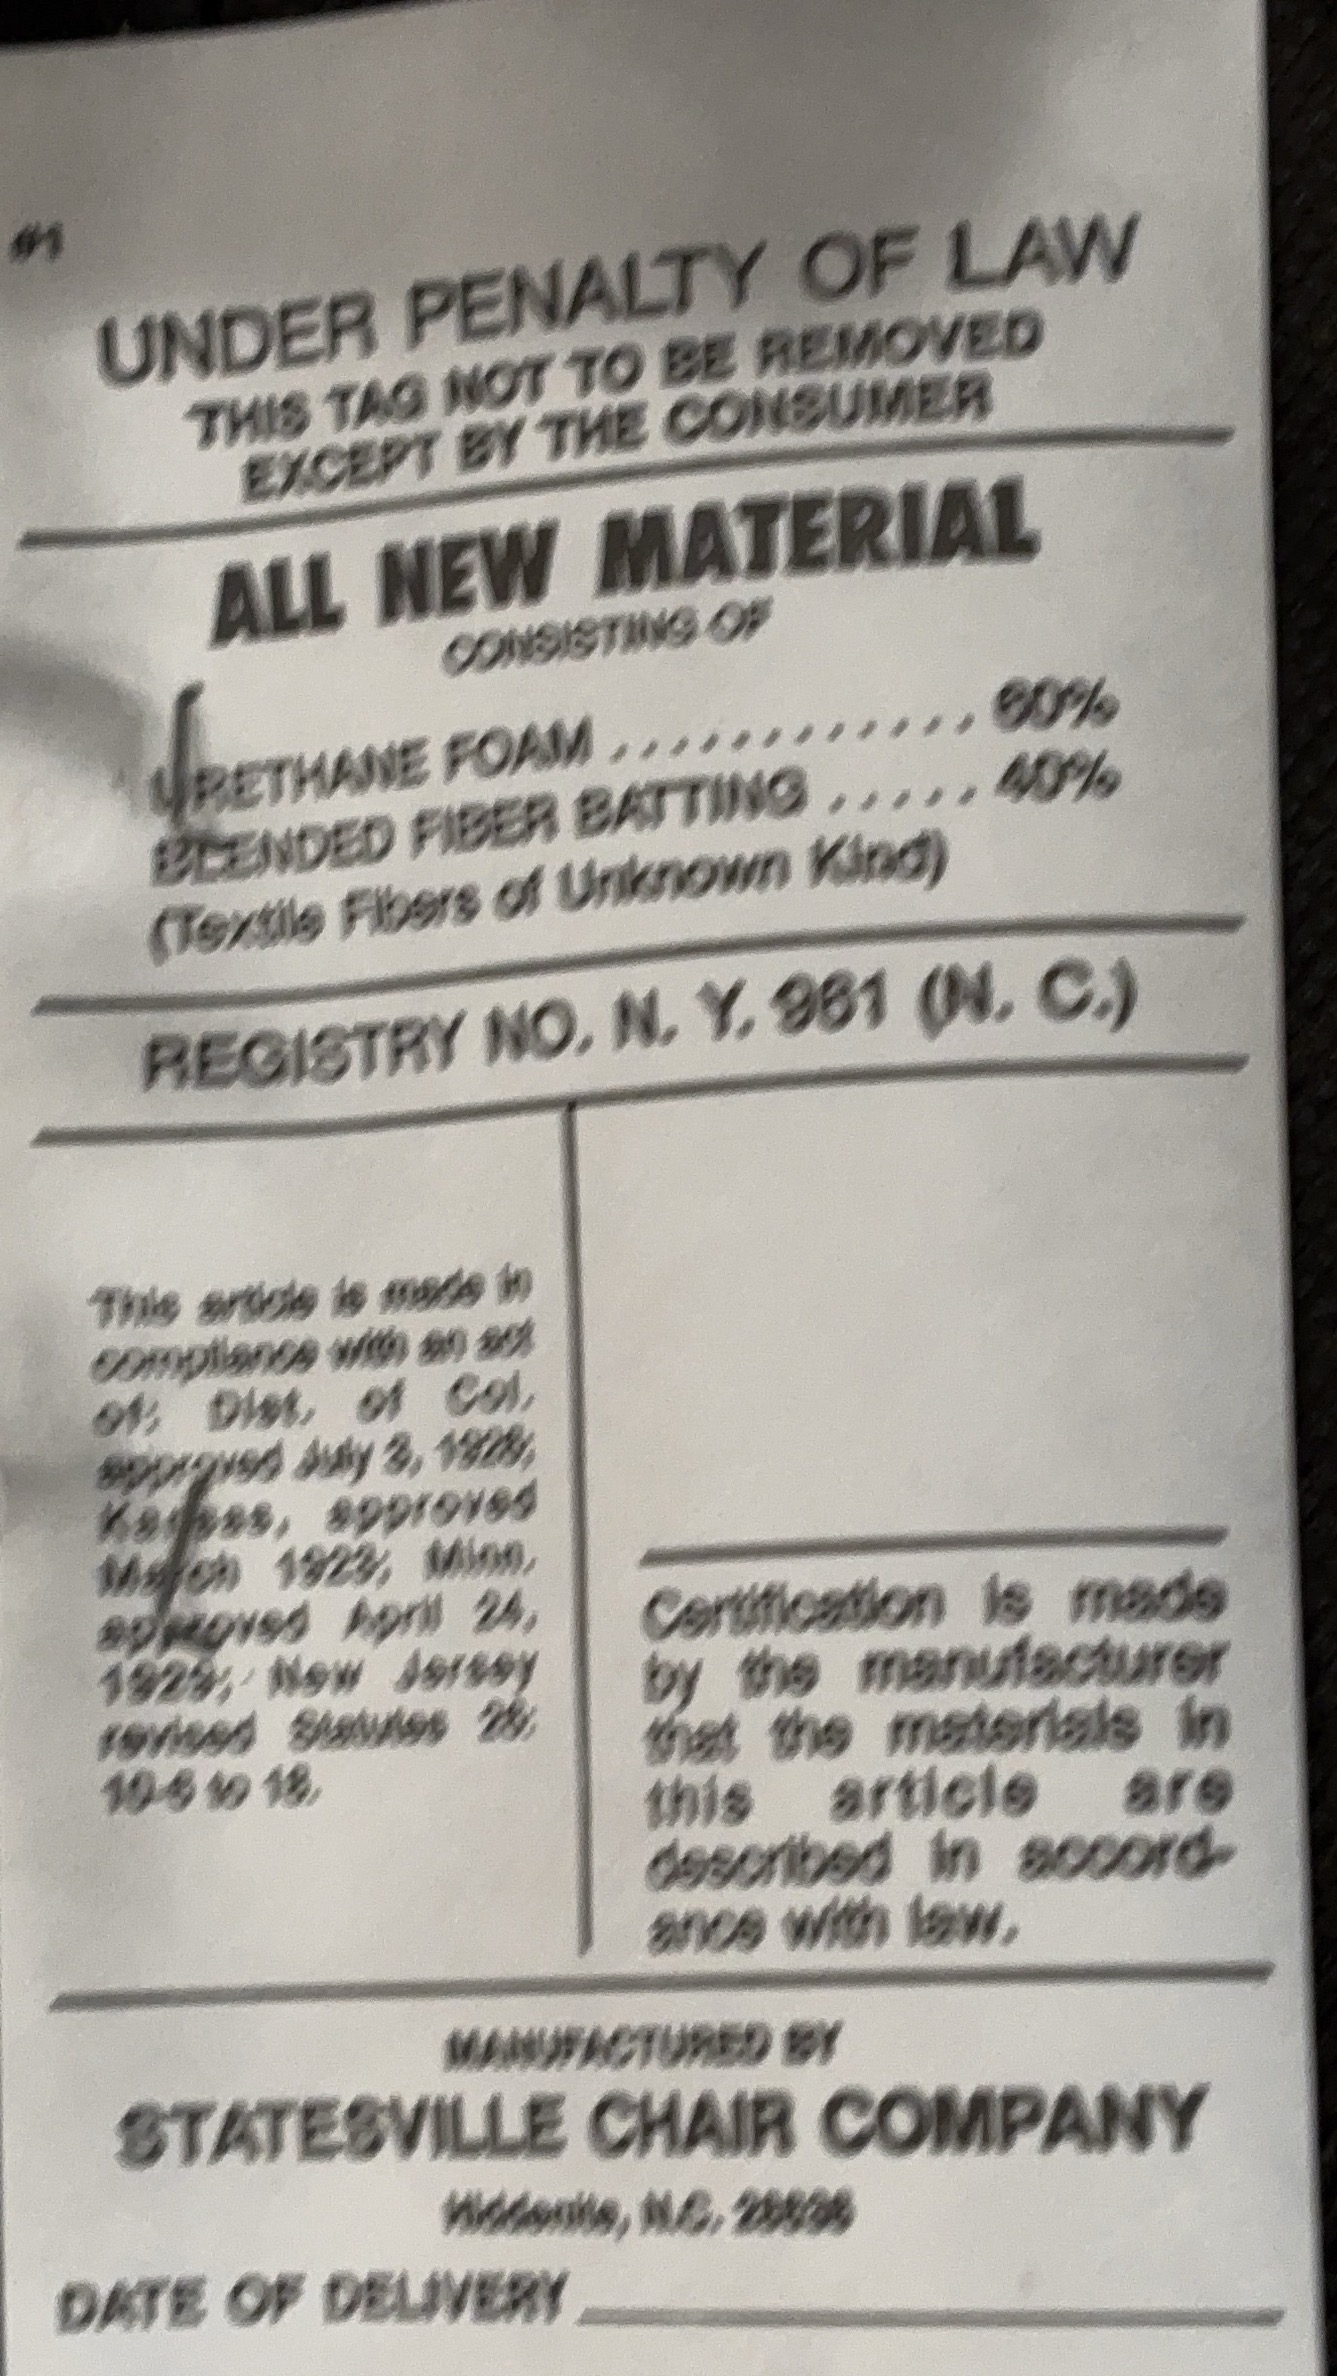 #1
UNDER PENALTY OF LAW
THIS TAG NOT TO BE REMOVED
EXCEPT BY THE CONSUMER
ALL NEW MATERIAL
CONSISTING OF
URETHANE FOAM ............ 60%
BLENDED FIBER BATTING ..... 40%
(Textile Fibers of Unknown Kind)
REGISTRY NO. N. Y. 961 (N. C.)
This article is made in
compliance with an act
of; Dist. of Col.
approved July 3, 1926;
Kansas, approved
March 1923; Minn.
approved April 24,
1929; New Jersey
revised Statutes 26:
10-6 to 18.
Certification is made
by the manufacturer
that the materials in
this article are
described in accord-
ance with law.
MANUFACTURED BY
STATESVILLE CHAIR COMPANY
Hiddenite, N.C. 28636
DATE OF DELIVERY